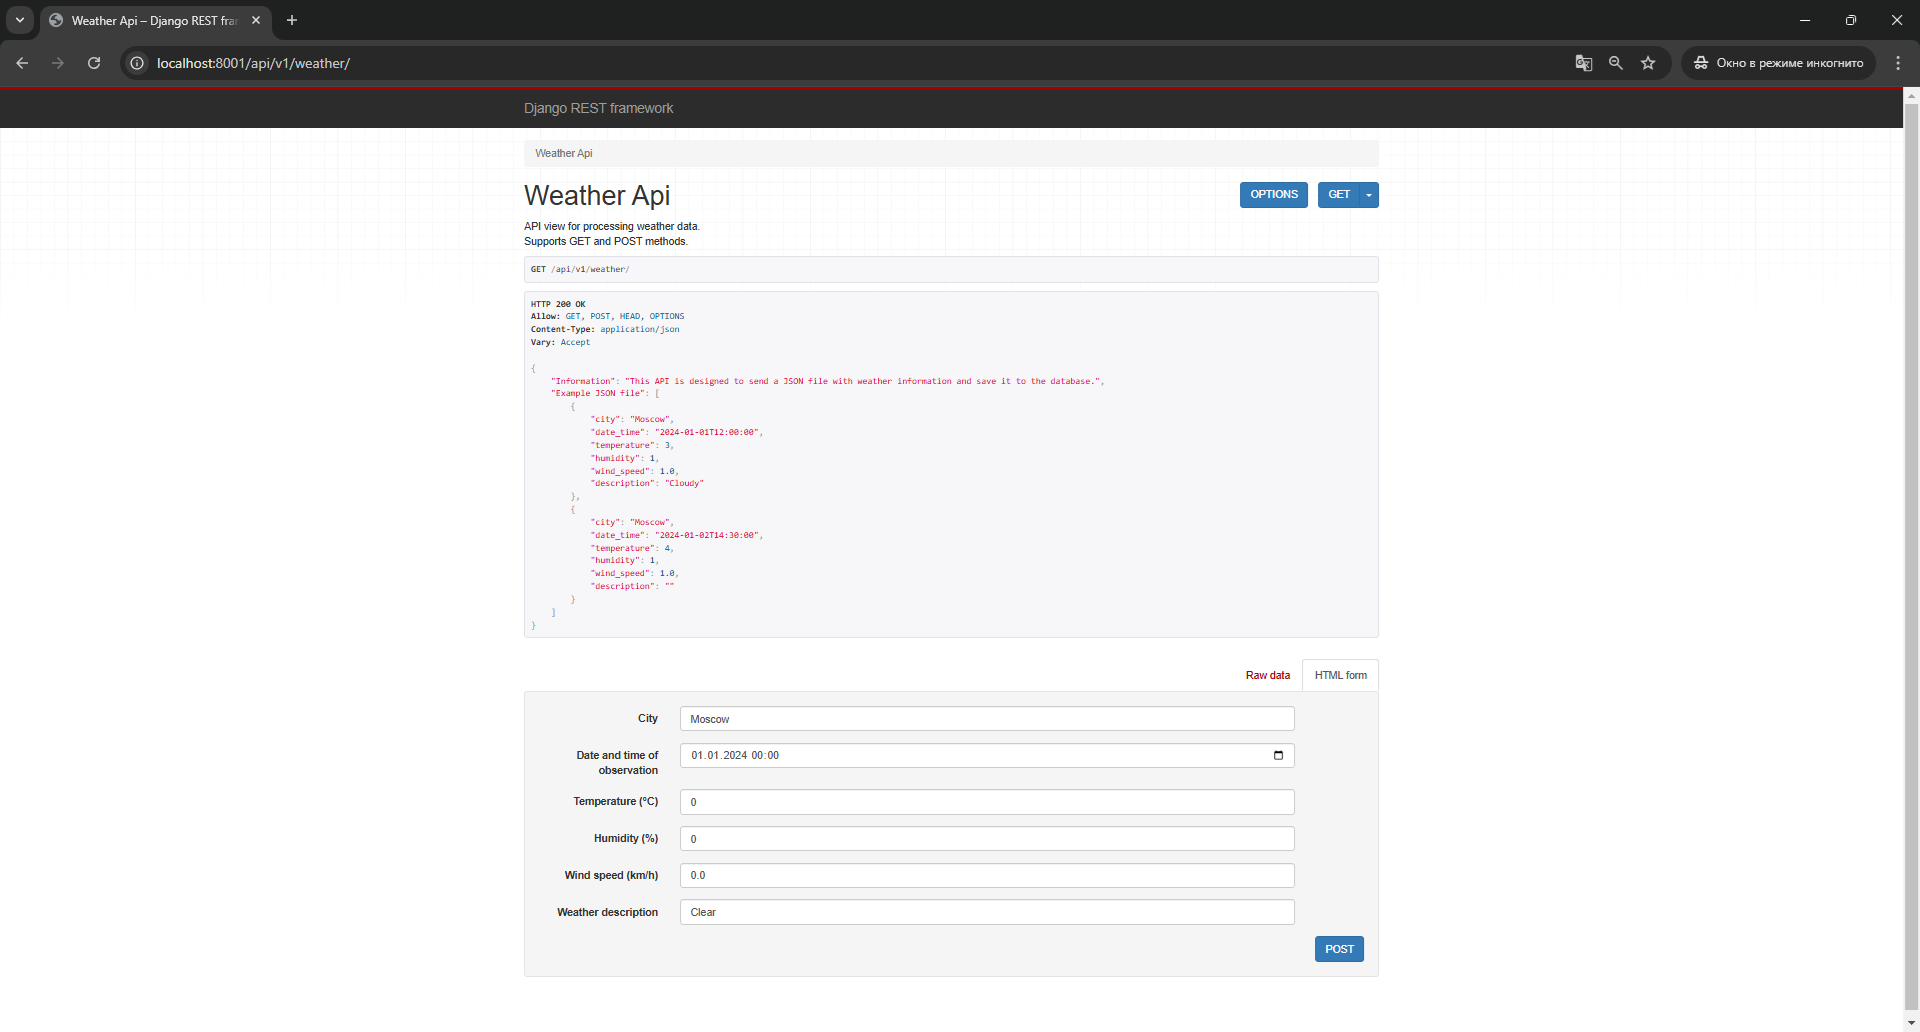 Weather Api – Django REST fra
localhost:8001/api/v1/weather/
Окно в режиме инкогнито
Django REST framework
Weather Api
Weather Api
OPTIONS
GET
API view for processing weather data.
Supports GET and POST methods.
GET /api/v1/weather/
HTTP 200 OK
Allow: GET, POST, HEAD, OPTIONS
Content-Type: application/json
Vary: Accept
{
"Information": "This API is designed to send a JSON file with weather information and save it to the database.",
"Example JSON file": [
{
"city": "Moscow",
"date_time": "2024-01-01T12:00:00",
"temperature": 3,
"humidity": 1,
"wind_speed": 1.0,
"description": "Cloudy"
},
{
"city": "Moscow",
"date_time": "2024-01-02T14:30:00",
"temperature": 4,
"humidity": 1,
"wind_speed": 1.0,
"description": ""
}
]
}
Raw data
HTML form
City
Moscow
Date and time of
observation
01.01.2024 00:00
Temperature (°C)
0
Humidity (%)
0
Wind speed (km/h)
0.0
Weather description
Clear
POST